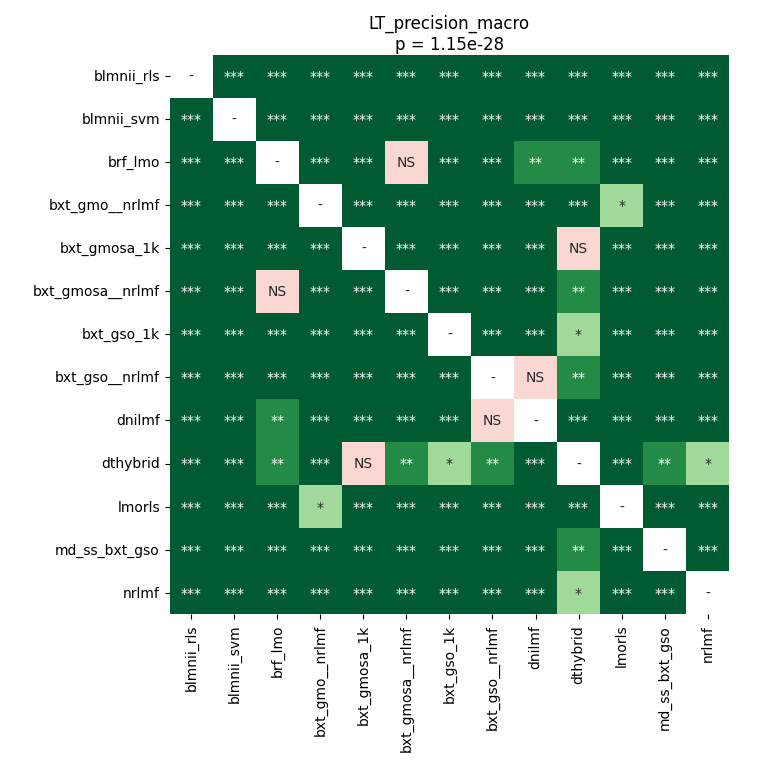 LT_precision_macro
p = 1.15e-28
blmnii_rls - *** *** *** *** *** *** *** *** *** *** *** ***
blmnii_svm *** - *** *** *** *** *** *** *** *** *** *** ***
brf_lmo *** *** - *** *** NS *** *** ** ** *** *** ***
bxt_gmo__nrlmf *** *** *** - *** *** *** *** *** *** * *** ***
bxt_gmosa_1k *** *** *** *** - *** *** *** *** NS *** *** ***
bxt_gmosa__nrlmf *** *** NS *** *** - *** *** *** ** *** *** ***
bxt_gso_1k *** *** *** *** *** *** - *** *** * *** *** ***
bxt_gso__nrlmf *** *** *** *** *** *** *** - NS ** *** *** ***
dnilmf *** *** ** *** *** *** *** NS - *** *** *** ***
dthybrid *** *** ** *** NS ** * ** *** - *** ** *
lmorls *** *** *** * *** *** *** *** *** *** - *** ***
md_ss_bxt_gso *** *** *** *** *** *** *** *** *** ** *** - ***
nrlmf *** *** *** *** *** *** *** *** *** * *** *** -
blmnii_rls
blmnii_svm
brf_lmo
bxt_gmo__nrlmf
bxt_gmosa_1k
bxt_gmosa__nrlmf
bxt_gso_1k
bxt_gso__nrlmf
dnilmf
dthybrid
lmorls
md_ss_bxt_gso
nrlmf